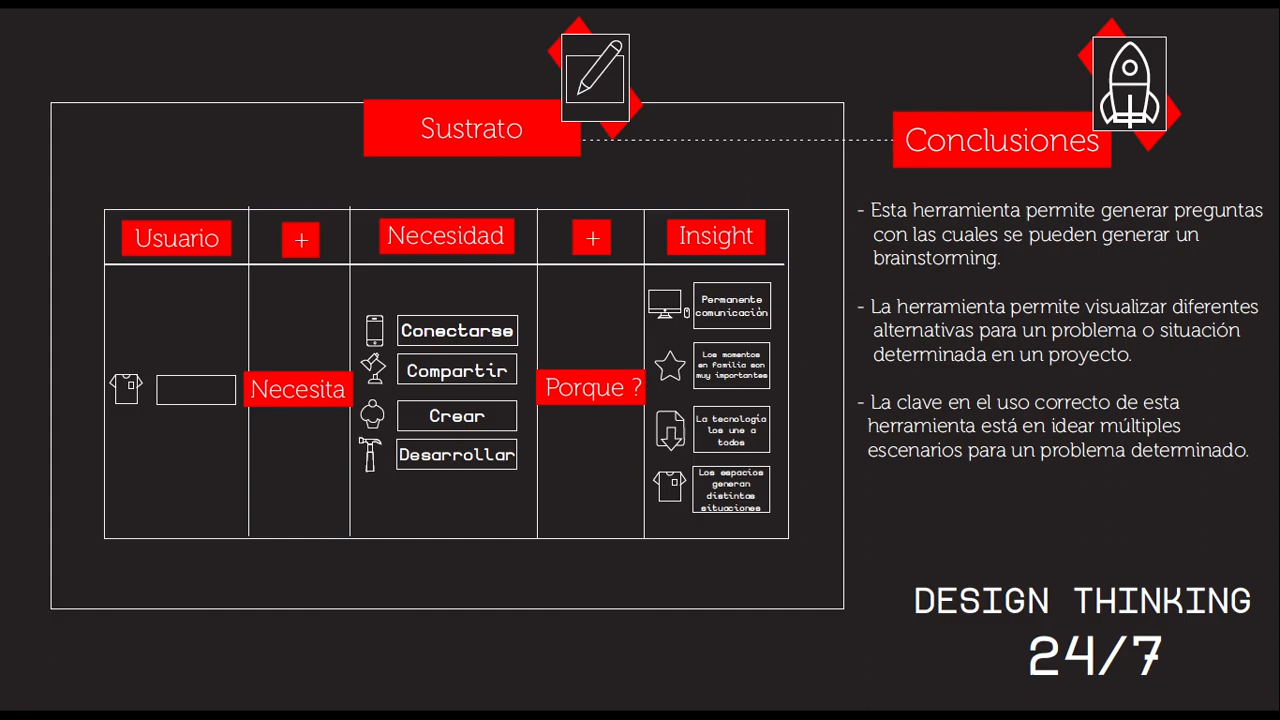 Sustrato
Conclusiones
Usuario
+
Necesidad
+
Insight
Necesita
Conectarse
Compartir
Crear
Desarrollar
Porque ?
Permanente
comunicación
Los momentos
en familia son
muy importantes
La tecnología
los une a
todos
Los espacios
generan
distintas
situaciones
- Esta herramienta permite generar preguntas
con las cuales se pueden generar un
brainstorming.
- La herramienta permite visualizar diferentes
alternativas para un problema o situación
determinada en un proyecto.
- La clave en el uso correcto de esta
herramienta está en idear múltiples
escenarios para un problema determinado.
DESIGN THINKING
24/7